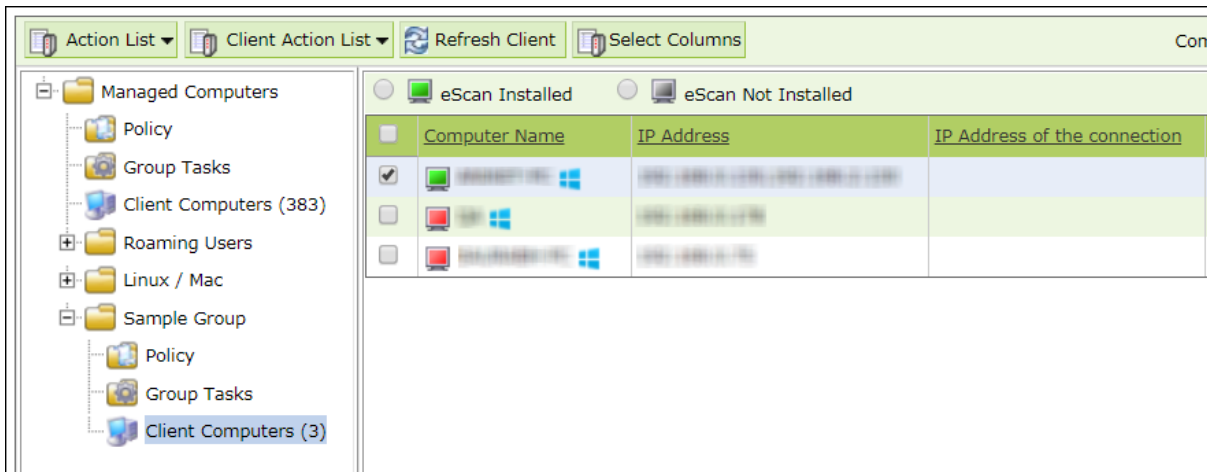 Action List Client Action List Refresh Client Select Columns Com
Managed Computers
Policy
Group Tasks
Client Computers (383)
Roaming Users
Linux / Mac
Sample Group
Policy
Group Tasks
Client Computers (3)
eScan Installed eScan Not Installed
Computer Name IP Address IP Address of the connection